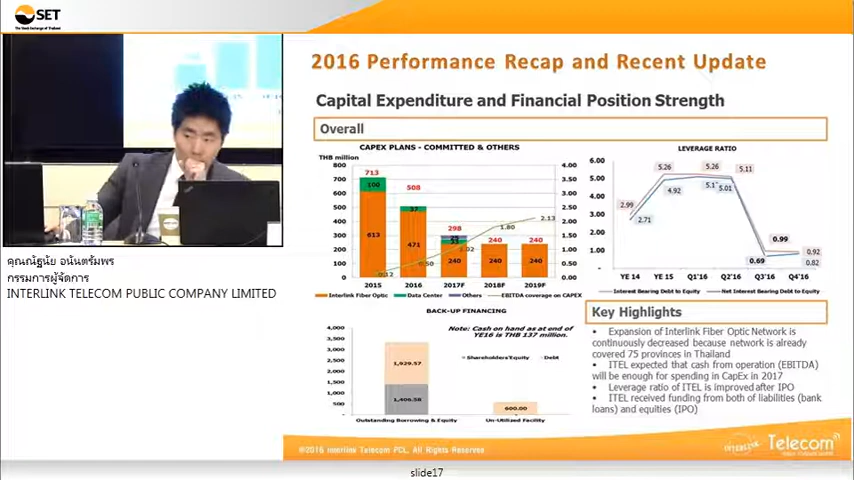 SET
The Stock Exchange of Thailand
2016 Performance Recap and Recent Update
Capital Expenditure and Financial Position Strength
Overall
CAPEX PLANS - COMMITTED & OTHERS
THB million
800
700
600
500
400
300
200
100
0
713
100
613
508
37
471
298
33
240
240
240
240
240
0.12
0.50
1.80
2.13
4.00
3.50
3.00
2.50
2.00
1.50
1.00
0.50
0.00
2015 2016 2017F 2018F 2019F
Interlink Fiber Optic Data Center Others EBITDA coverage on CAPEX
LEVERAGE RATIO
6.00
5.00
4.00
3.00
2.00
1.00
2.99
2.71
5.26
4.92
5.26
5.11
5.01
0.99
0.69
0.92
0.82
YE 14 YE 15 Q1'16 Q2'16 Q3'16 Q4'16
Interest Bearing Debt to Equity Net Interest Bearing Debt to Equity
BACK-UP FINANCING
4,000
3,500
3,000
2,500
2,000
1,500
1,000
500
Note: Cash on hand as at end of
YE16 is THB 137 million.
Shareholders'Equity Debt
1,929.57
1,406.58
600.00
Outstanding Borrowing & Equity Un-Utilized Facility
Key Highlights
• Expansion of Interlink Fiber Optic Network is
continuously decreased because network is already
covered 75 provinces in Thailand
• ITEL expected that cash from operation (EBITDA)
will be enough for spending in CapEx in 2017
• Leverage ratio of ITEL is improved after IPO
• ITEL received funding from both of liabilities (bank
loans) and equities (IPO)
คุณณัฐนัย อนันตรัมพร
กรรมการผู้จัดการ
INTERLINK TELECOM PUBLIC COMPANY LIMITED
©2016 Interlink Telecom PCL. All Rights Reserved
INTERLINK Telecom
slide17